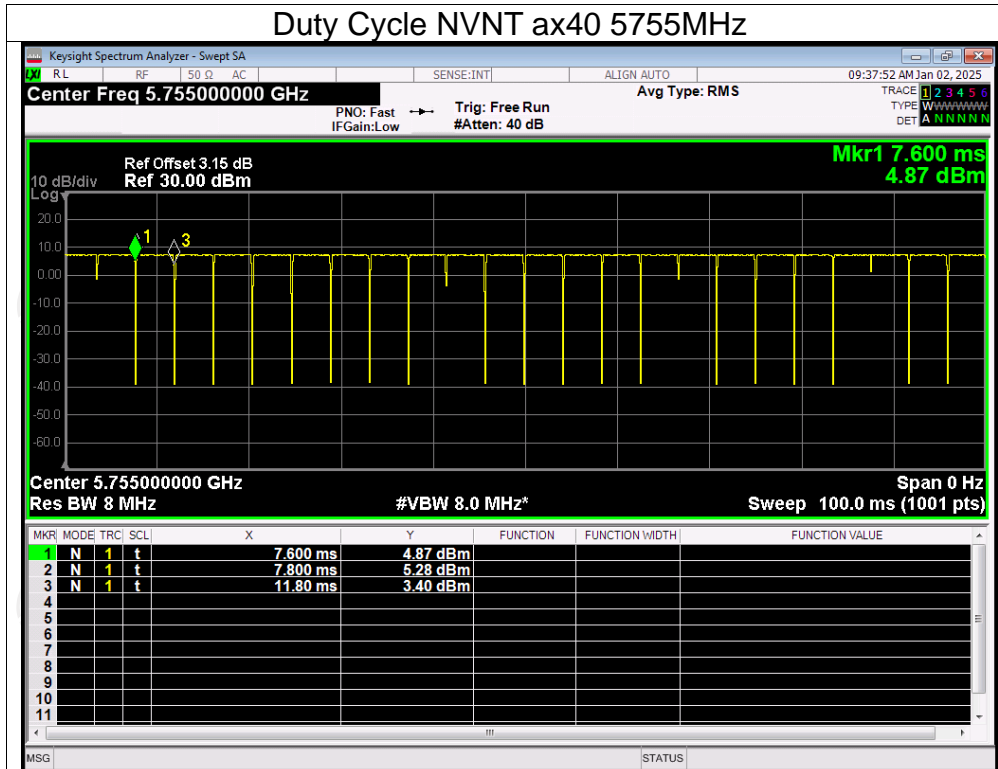 Duty Cycle NVNT ax40 5755MHz
Keysight Spectrum Analyzer - Swept SA
LXI RL RF 50 Ω AC SENSE:INT ALIGN AUTO 09:37:52 AM Jan 02, 2025
Center Freq 5.755000000 GHz Avg Type: RMS TRACE 1 2 3 4 5 6
PNO: Fast Trig: Free Run TYPE WWWWWW
IFGain:Low #Atten: 40 dB DET A N N N N N
Mkr1 7.600 ms
4.87 dBm
Ref Offset 3.15 dB
10 dB/div Ref 30.00 dBm
Log
20.0
10.0
0.00
-10.0
-20.0
-30.0
-40.0
-50.0
-60.0
1
3
Center 5.755000000 GHz Span 0 Hz
Res BW 8 MHz #VBW 8.0 MHz* Sweep 100.0 ms (1001 pts)
MKR MODE TRC SCL X Y FUNCTION FUNCTION WIDTH FUNCTION VALUE
1 N 1 t 7.600 ms 4.87 dBm
2 N 1 t 7.800 ms 5.28 dBm
3 N 1 t 11.80 ms 3.40 dBm
4
5
6
7
8
9
10
11
MSG STATUS